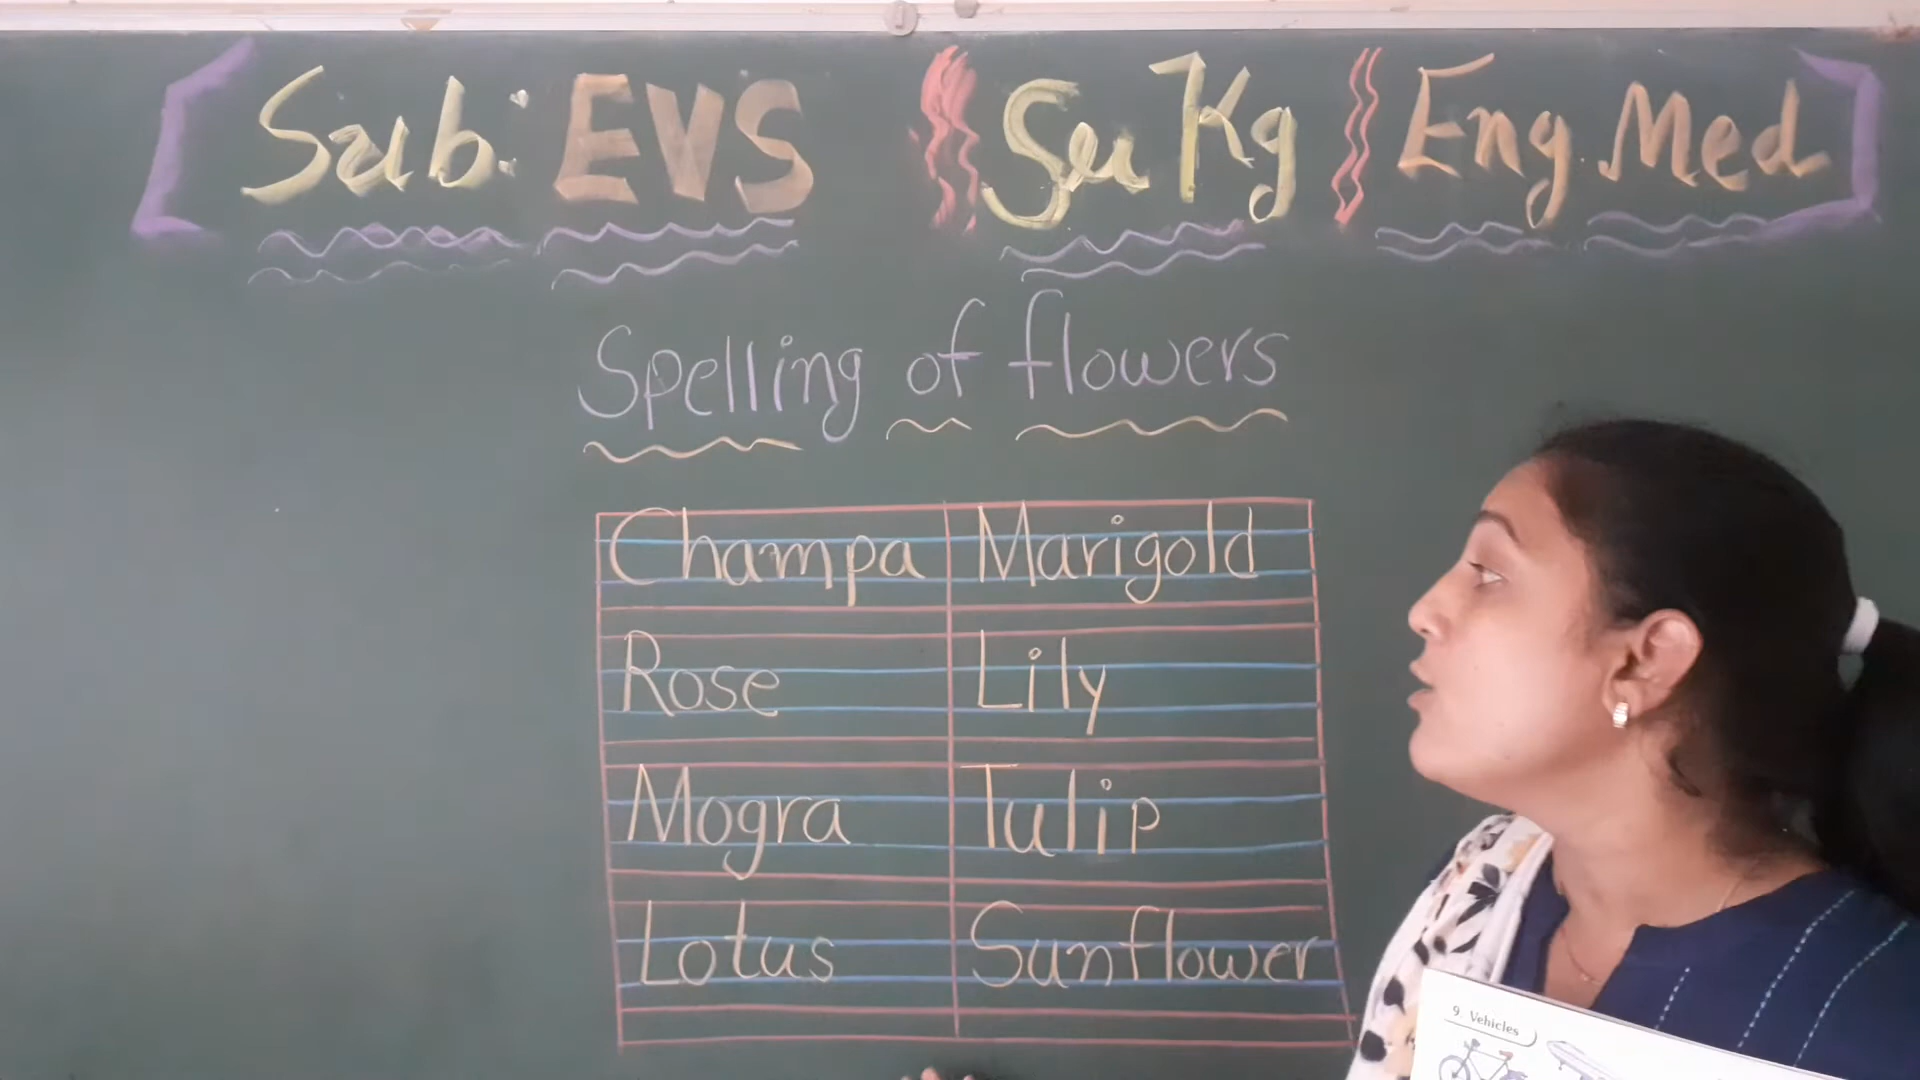 Sub: EVS Sr Kg Eng Med
Spelling of flowers
Champa Marigold
Rose Lily
Mogra Tulip
Lotus Sunflower
9. Vehicles